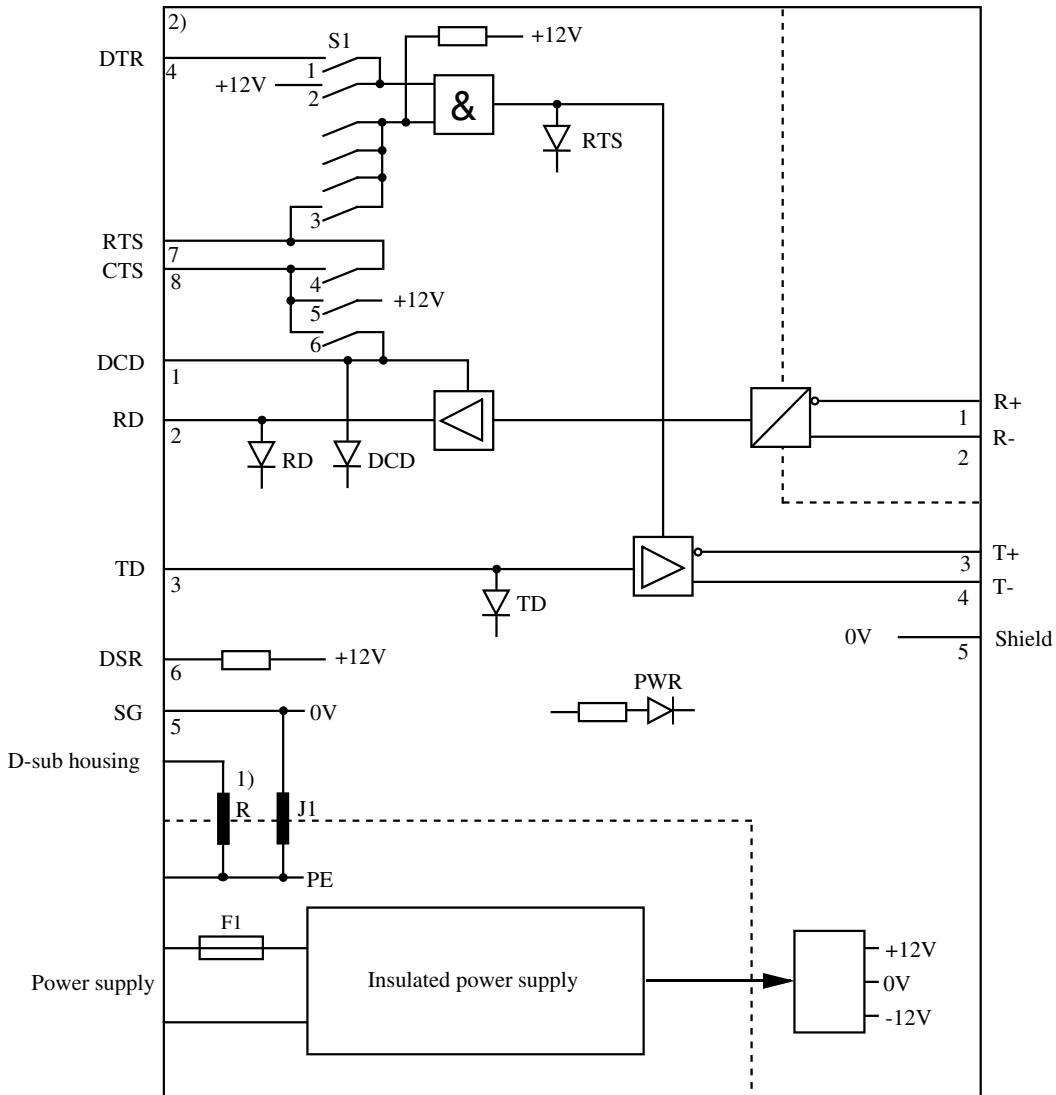 2)
S1
+12V
DTR
4
1
+12V
2
&
RTS
3
RTS
7
CTS
8
4
+12V
5
6
DCD
1
R+
1
RD
2
R-
2
RD
DCD
T+
3
TD
3
T-
4
TD
0V
Shield
5
DSR
6
+12V
PWR
SG
5
0V
D-sub housing
1)
R
J1
PE
F1
+12V
Power supply
Insulated power supply
0V
-12V